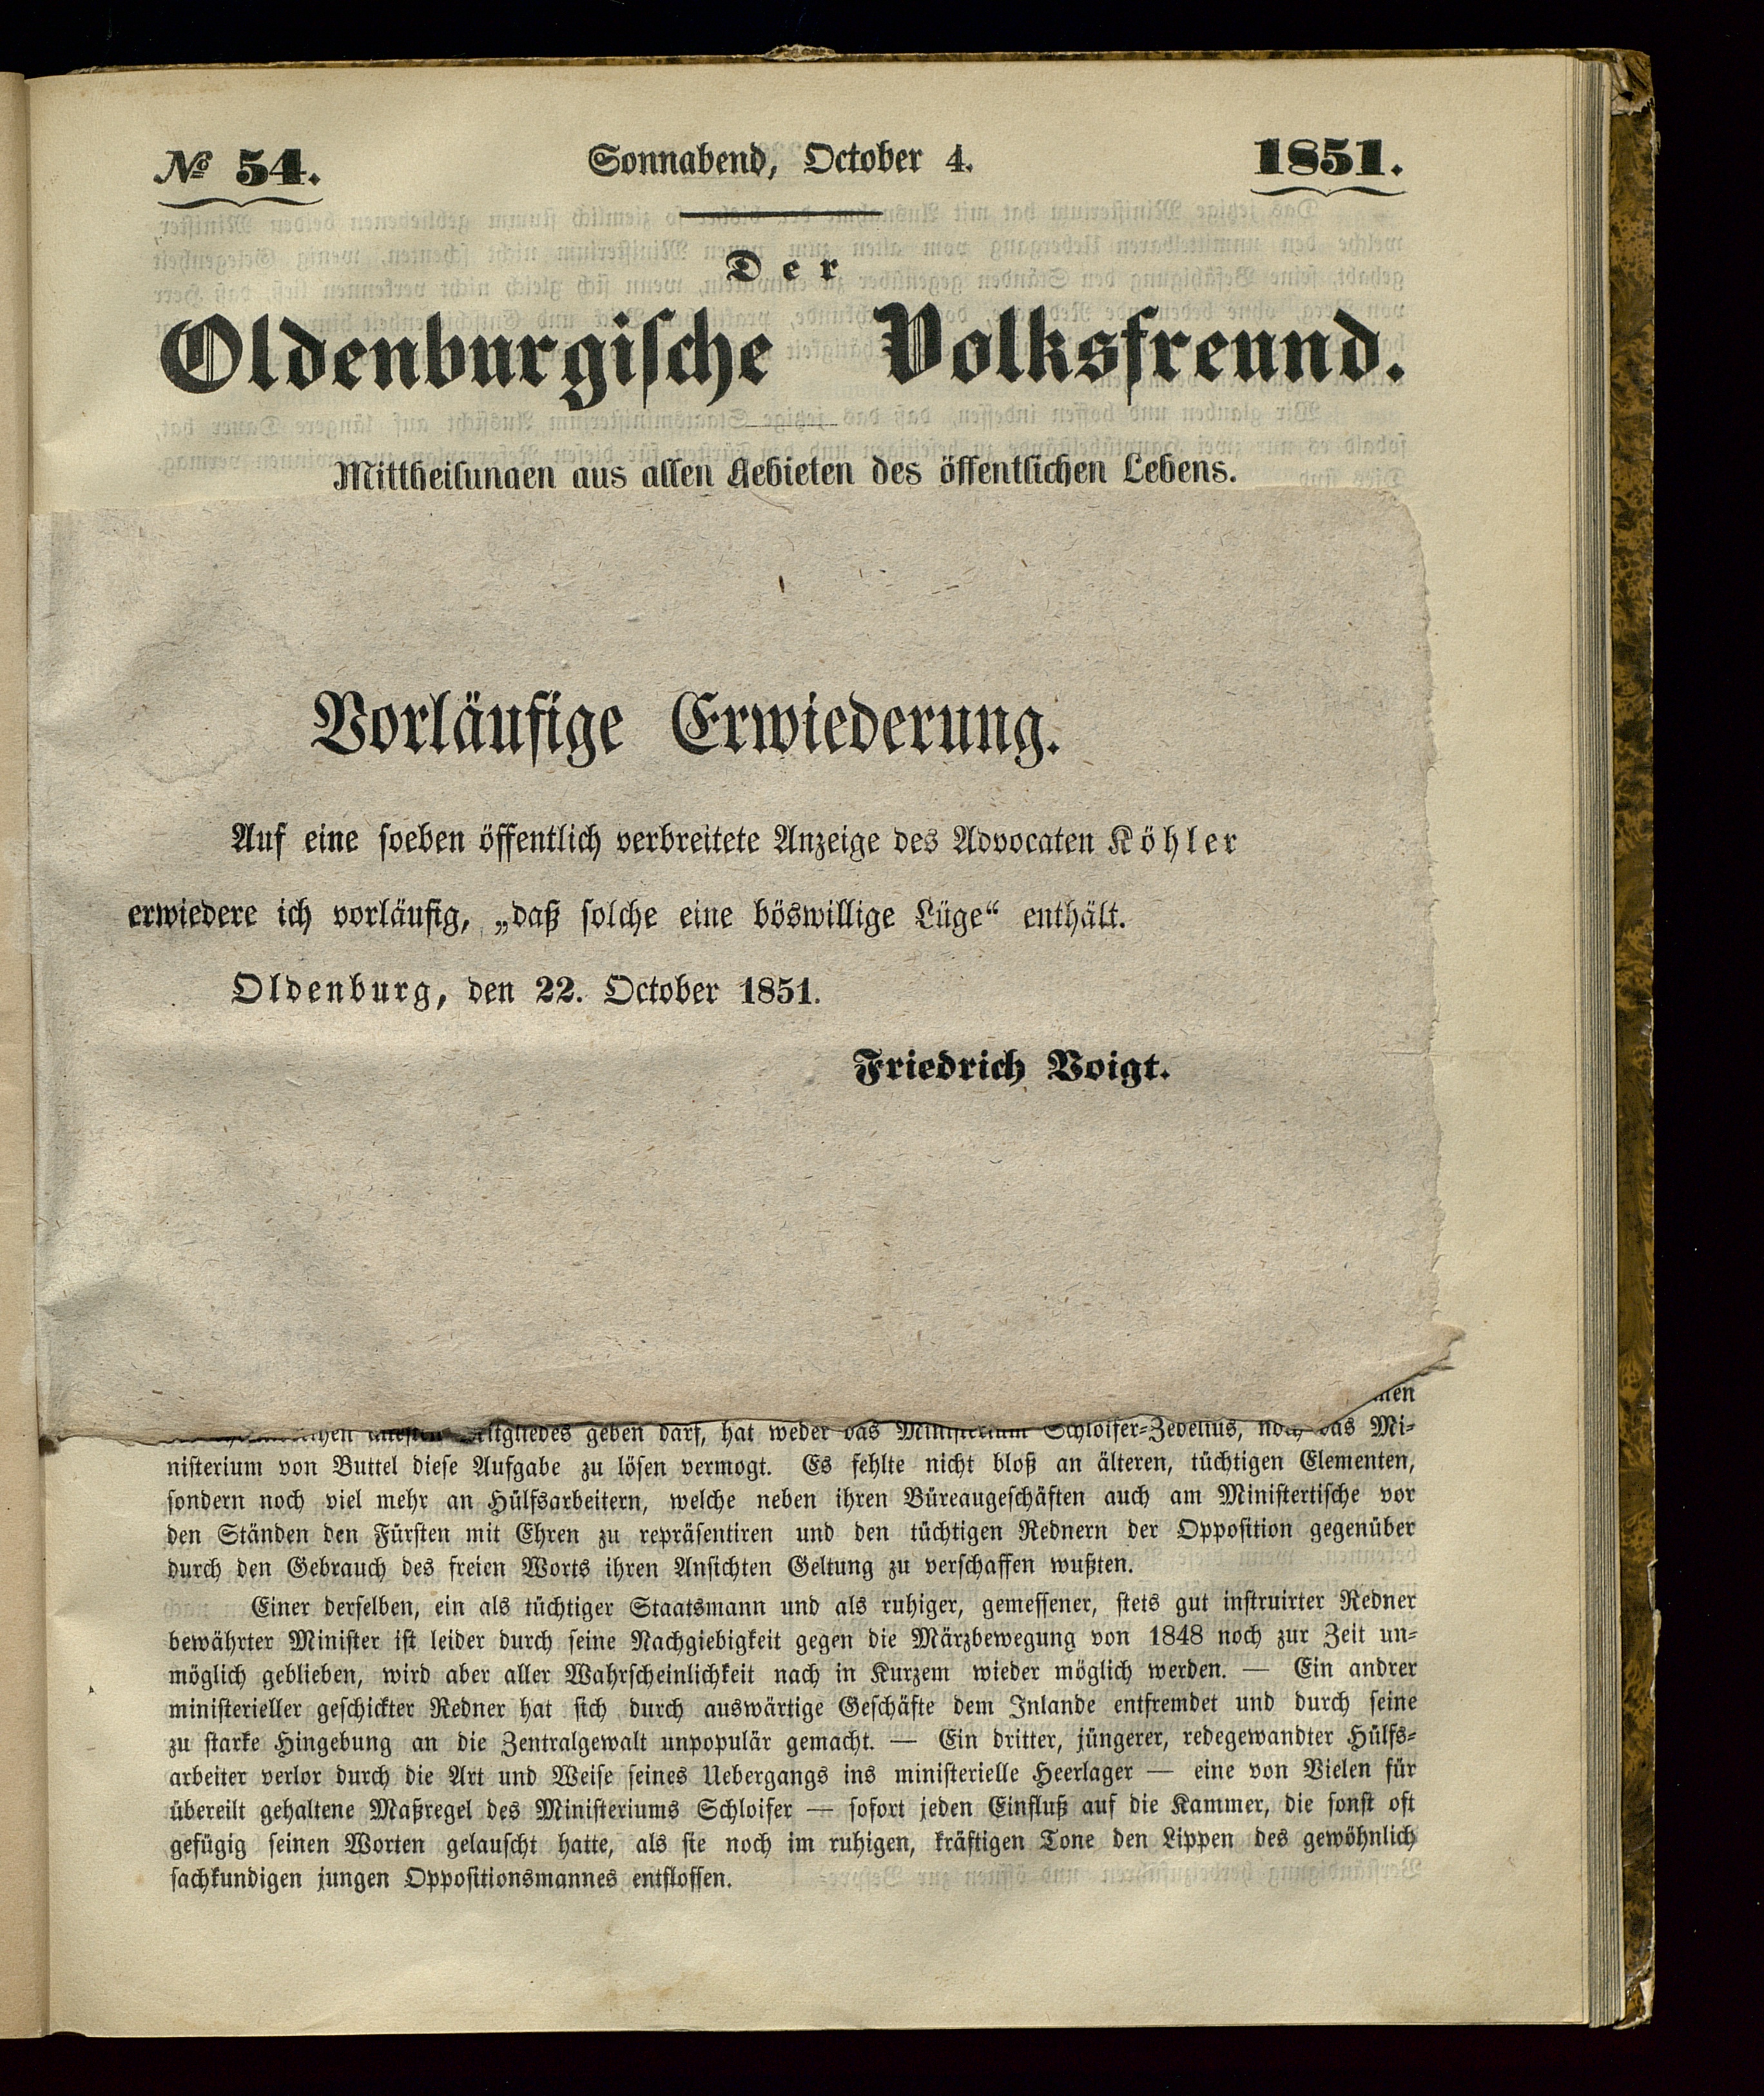 № 54.
Sonnabend, October 4.
1851.
Der
Oldenburgische Volksfreund.
Mittheilungen aus allen Gebieten des öffentlichen Lebens.
Vorläufige Erwiederung.
Auf eine soeben öffentlich verbreitete Anzeige des Advocaten Köhler
erwiedere ich vorläufig, „daß solche eine böswillige Lüge“ enthält.
Oldenburg, den 22. October 1851.
Friedrich Voigt.
geben darf, hat weder das Ministerium Schloifer-Zedelius, noch das Mi-
nisterium von Buttel diese Aufgabe zu lösen vermogt. Es fehlte nicht bloß an älteren, tüchtigen Elementen,
sondern noch viel mehr an Hülfsarbeitern, welche neben ihren Büreaugeschäften auch am Ministertische vor
den Ständen den Fürsten mit Ehren zu repräsentiren und den tüchtigen Rednern der Opposition gegenüber
durch den Gebrauch des freien Worts ihren Ansichten Geltung zu verschaffen wußten.
Einer derselben, ein als tüchtiger Staatsmann und als ruhiger, gemessener, stets gut instruirter Redner
bewährter Minister ist leider durch seine Nachgiebigkeit gegen die Märzbewegung von 1848 noch zur Zeit un-
möglich geblieben, wird aber aller Wahrscheinlichkeit nach in Kurzem wieder möglich werden. — Ein andrer
ministerieller geschickter Redner hat sich durch auswärtige Geschäfte dem Inlande entfremdet und durch seine
zu starke Hingebung an die Zentralgewalt unpopulär gemacht. — Ein dritter, jüngerer, redegewandter Hülfs-
arbeiter verlor durch die Art und Weise seines Uebergangs ins ministerielle Heerlager — eine von Vielen für
übereilt gehaltene Maßregel des Ministeriums Schloifer — sofort jeden Einfluß auf die Kammer, die sonst oft
gefügig seinen Worten gelauscht hatte, als sie noch im ruhigen, kräftigen Tone den Lippen des gewöhnlich
sachkundigen jungen Oppositionsmannes entflossen.